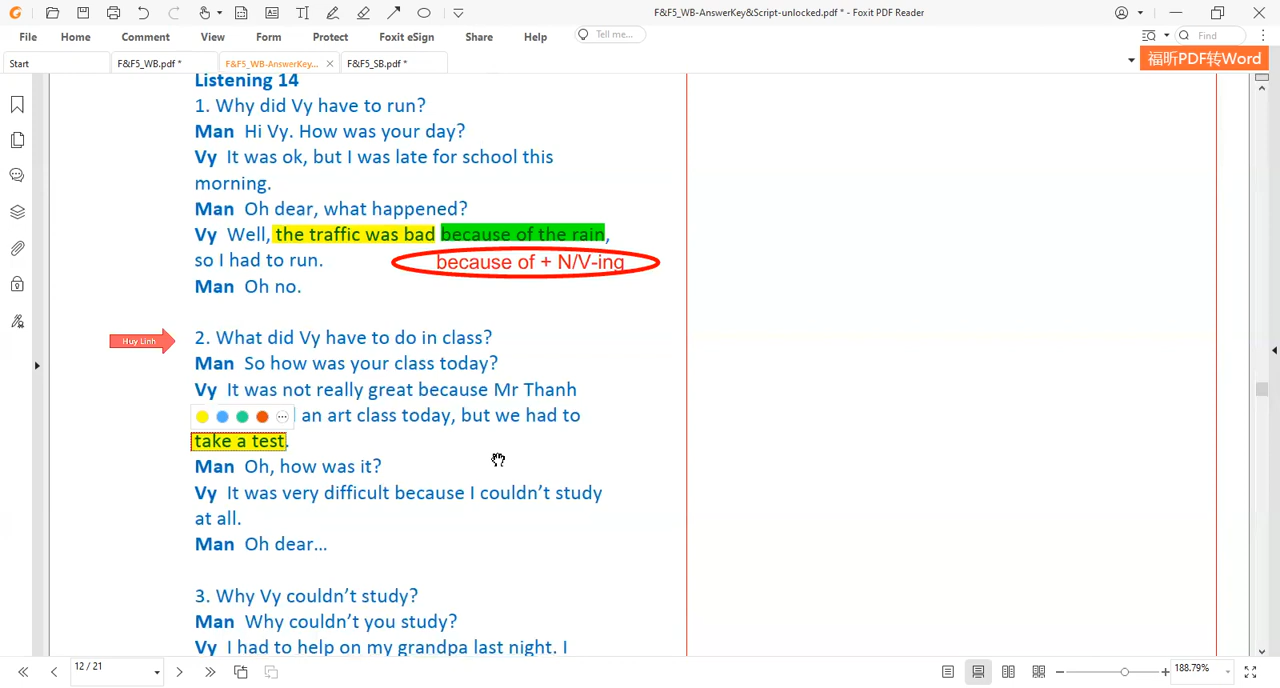 F&F5_WB-AnswerKey&Script-unlocked.pdf * - Foxit PDF Reader
File Home Comment View Form Protect Foxit eSign Share Help Tell me... Find
Start F&F5_WB.pdf * F&F5_WB-AnswerKey... F&F5_SB.pdf * 福昕PDF转Word
Listening 14
1. Why did Vy have to run?
Man Hi Vy. How was your day?
Vy It was ok, but I was late for school this
morning.
Man Oh dear, what happened?
Vy Well, the traffic was bad because of the rain,
so I had to run.
because of + N/V-ing
Man Oh no.
Huy Linh
2. What did Vy have to do in class?
Man So how was your class today?
Vy It was not really great because Mr Thanh
an art class today, but we had to
take a test.
Man Oh, how was it?
Vy It was very difficult because I couldn't study
at all.
Man Oh dear...
3. Why Vy couldn't study?
Man Why couldn't you study?
Vy I had to help on my grandpa last night. I
12 / 21
188.79%